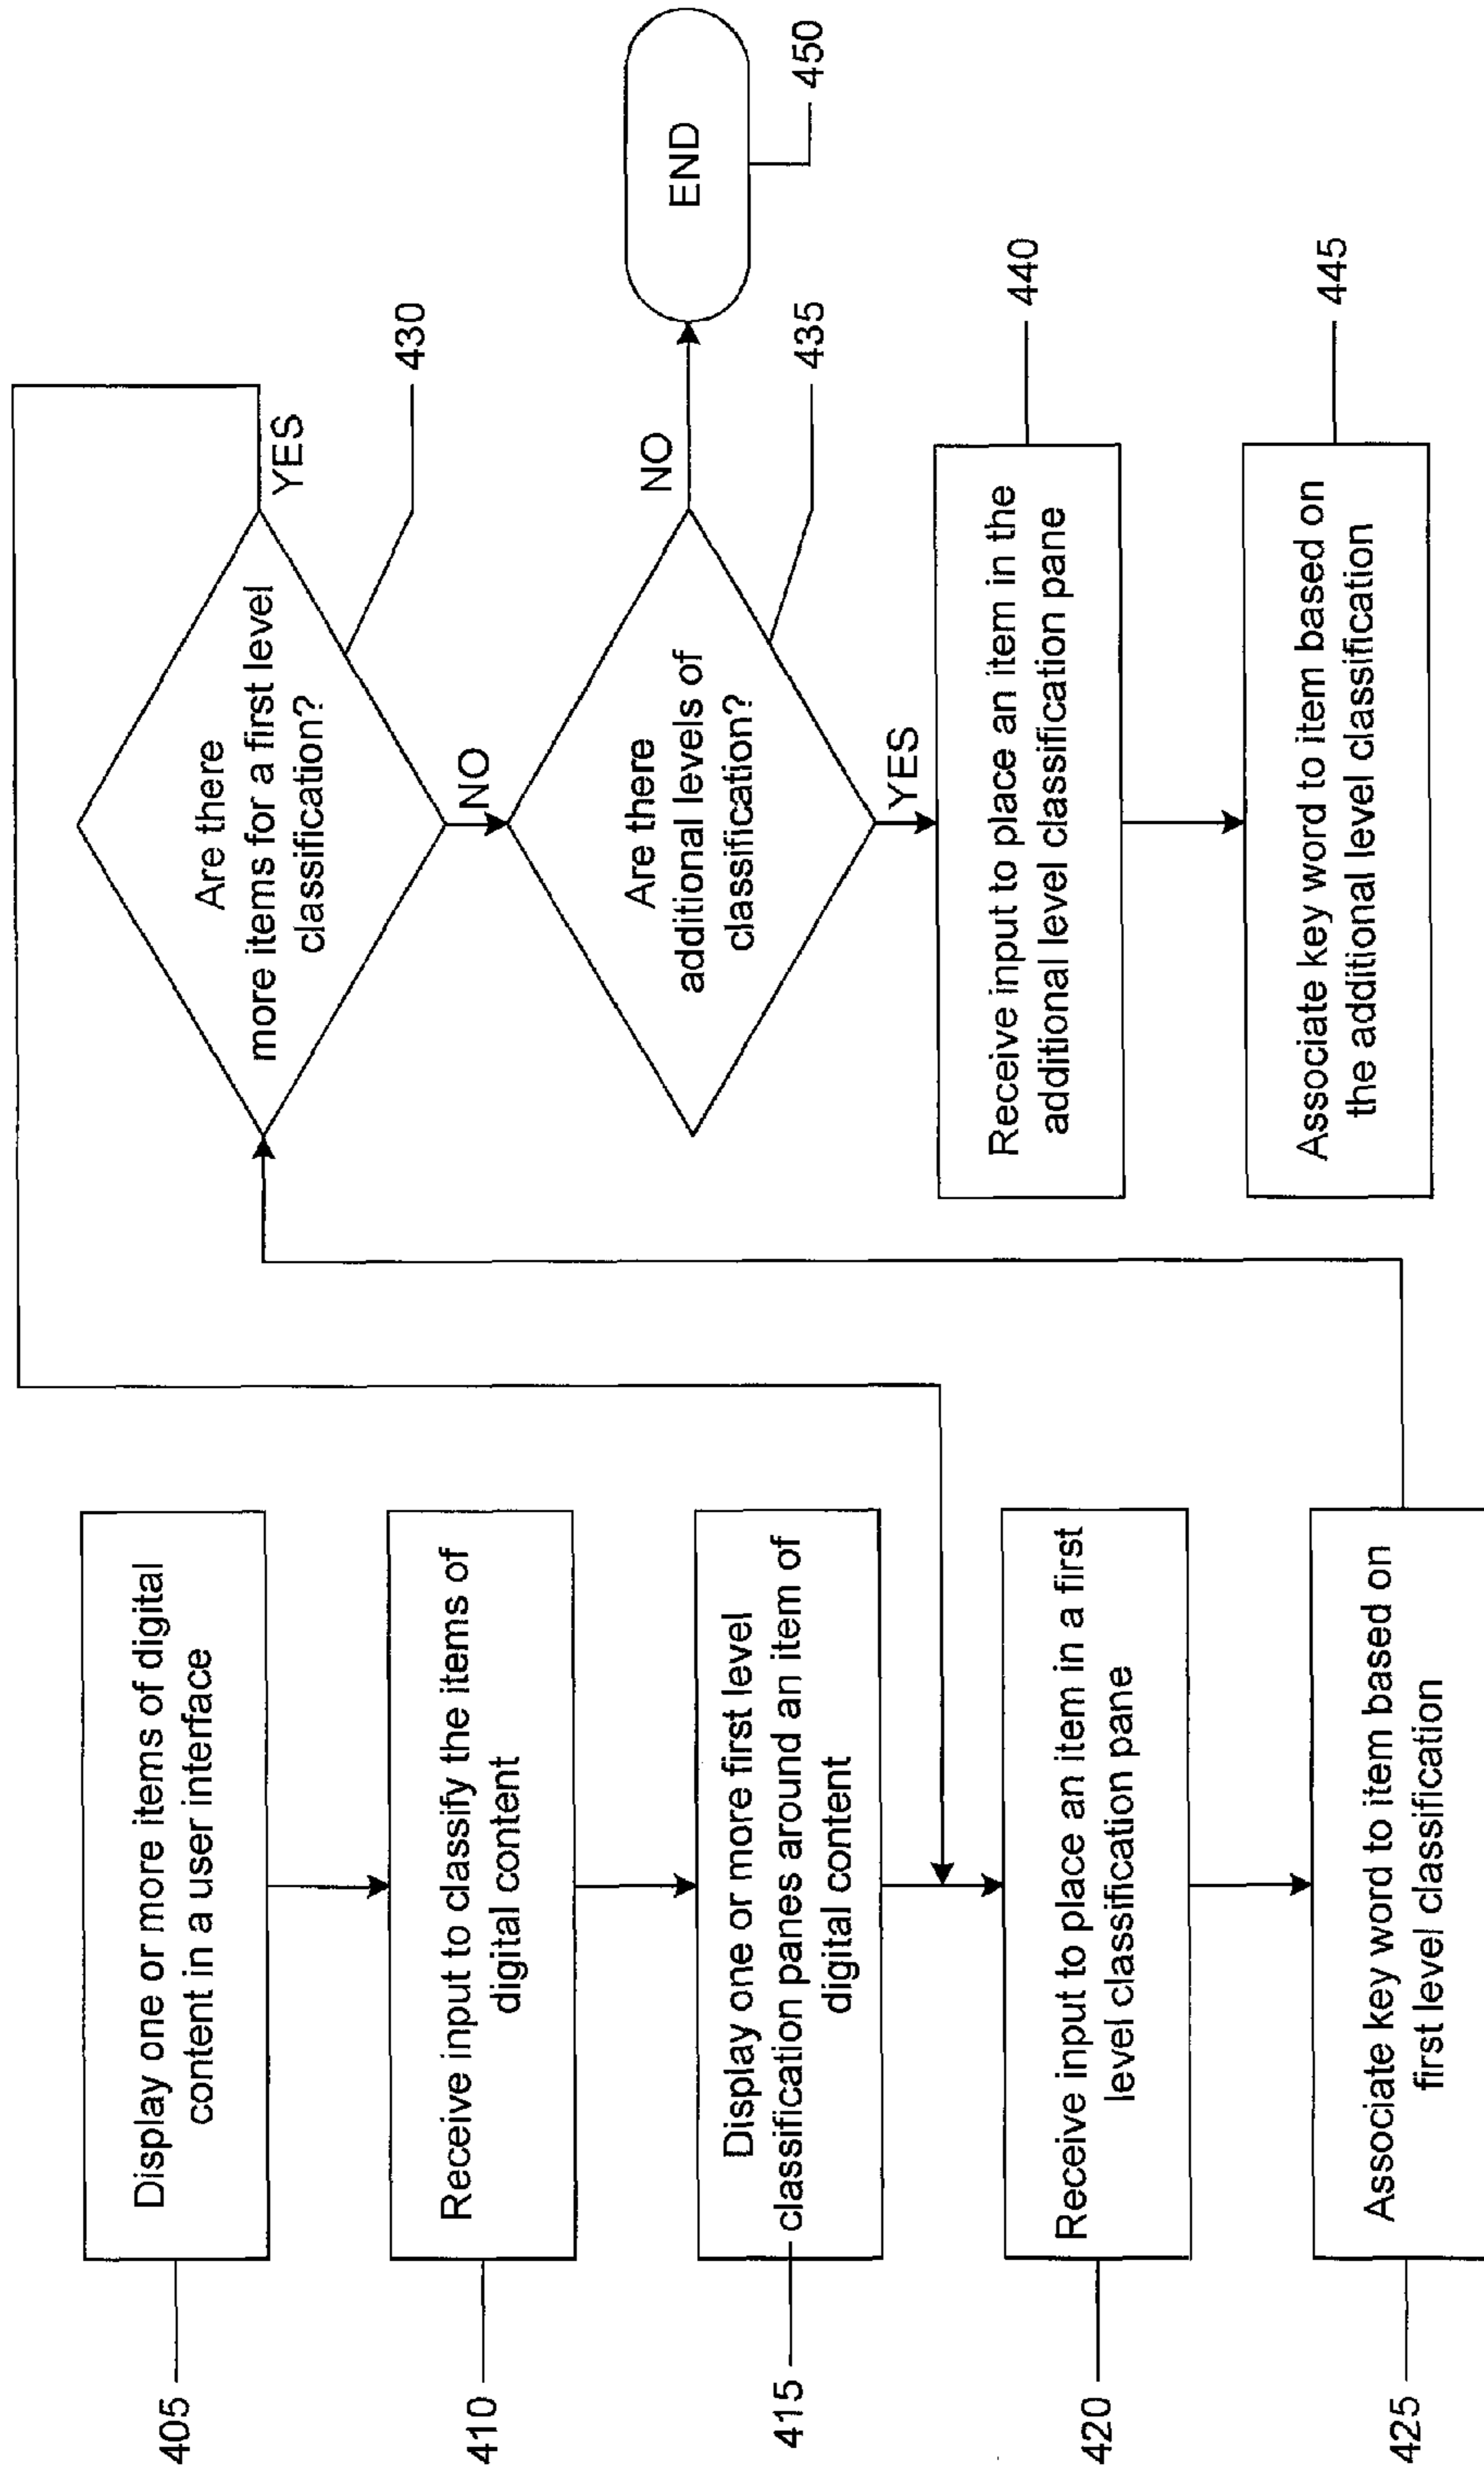 405
Display one or more items of digital
content in a user interface
410
Receive input to classify the items of
digital content
415
Display one or more first level
classification panes around an item of
digital content
420
Receive input to place an item in a first
level classification pane
425
Associate key word to item based on
first level classification
Are there
more items for a first level
classification?
YES
430
NO
Are there
additional levels of
classification?
NO
435
END
450
YES
Receive input to place an item in the
additional level classification pane
440
Associate key word to item based on
the additional level classification
445